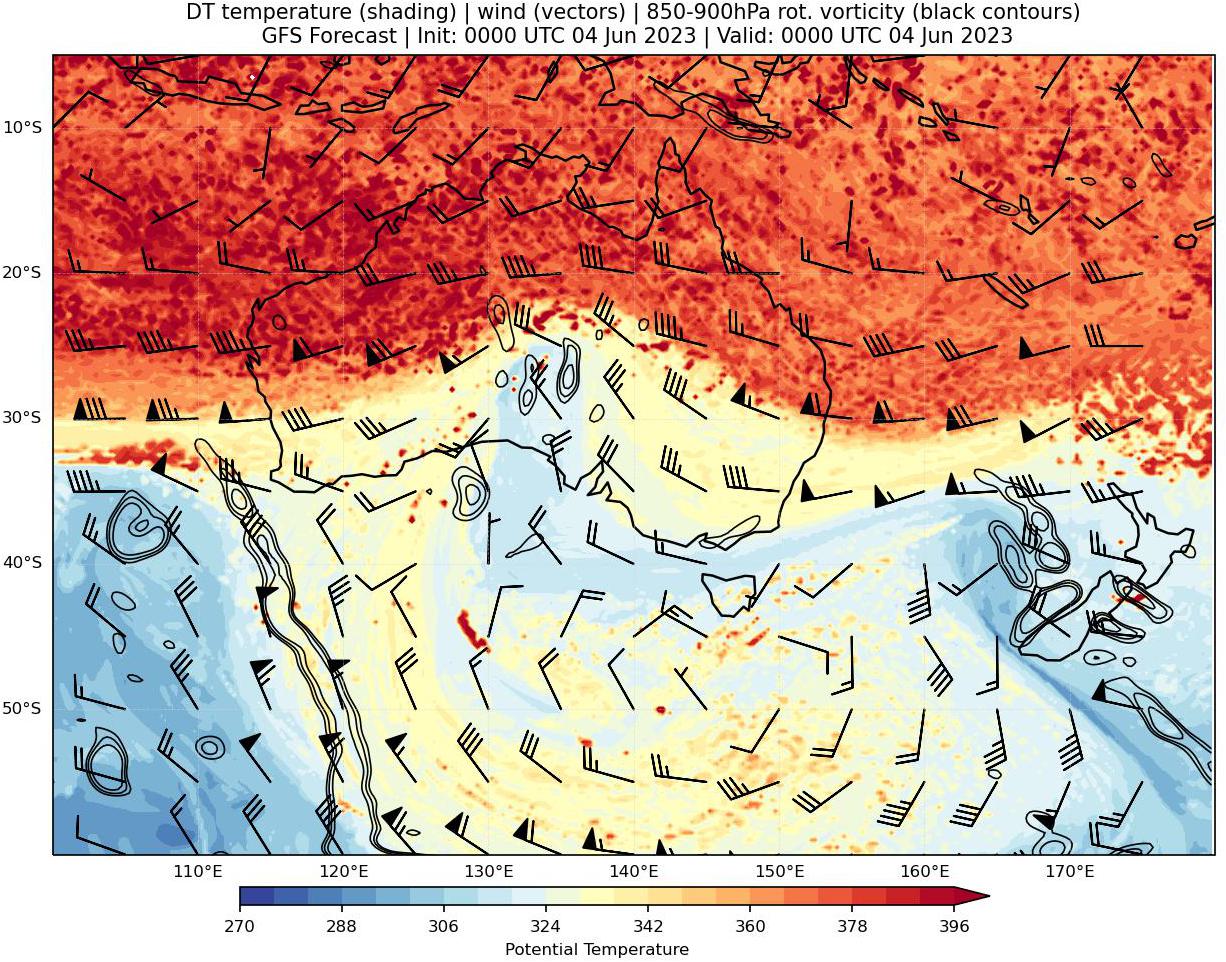 DT temperature (shading) | wind (vectors) | 850-900hPa rot. vorticity (black contours)
GFS Forecast | Init: 0000 UTC 04 Jun 2023 | Valid: 0000 UTC 04 Jun 2023
10°S
20°S
30°S
40°S
50°S
110°E 120°E 130°E 140°E 150°E 160°E 170°E
270 288 306 324 342 360 378 396
Potential Temperature